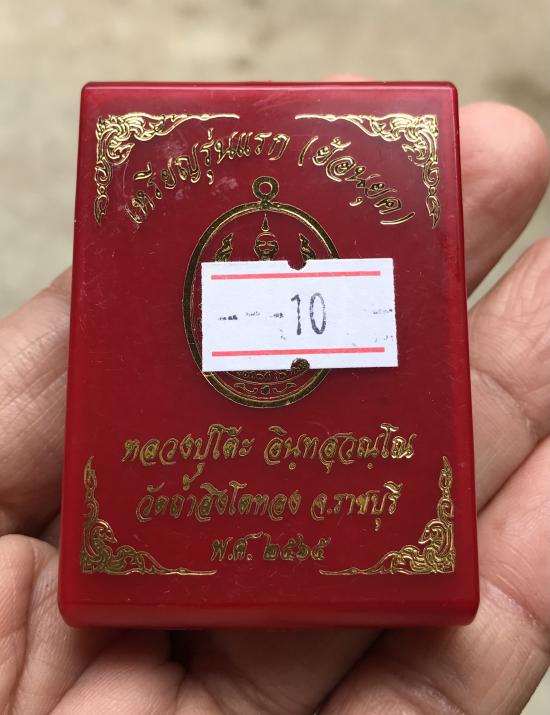 เหรียญรุ่นแรก (ย้อนยุค)
10
หลวงปู่โต๊ะ อินฺทสุวณฺโณ
วัดถ้ำสิงโตทอง จ.ราชบุรี
พ.ศ. ๒๕๖๕